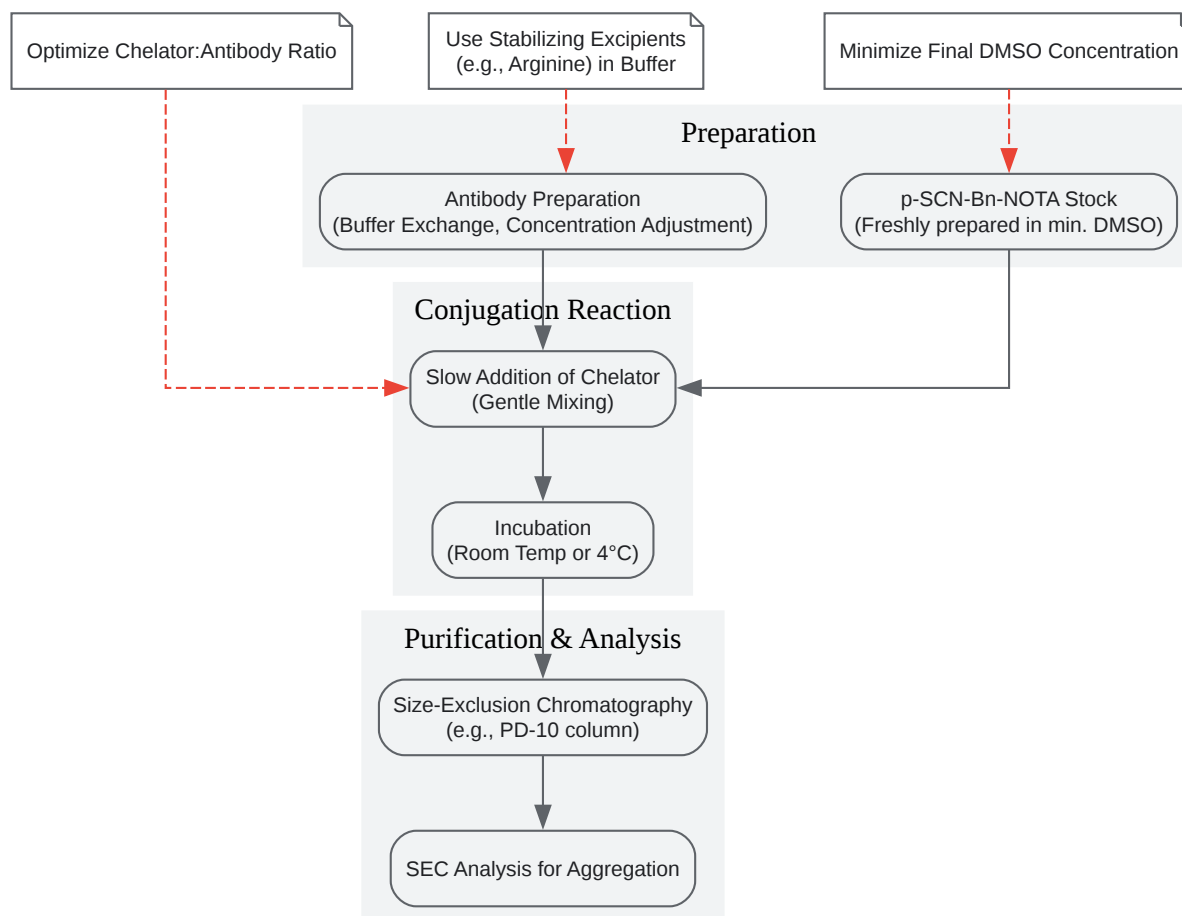 Optimize Chelator:Antibody Ratio
Use Stabilizing Excipients
(e.g., Arginine) in Buffer
Minimize Final DMSO Concentration
Preparation
Antibody Preparation
(Buffer Exchange, Concentration Adjustment)
p-SCN-Bn-NOTA Stock
(Freshly prepared in min. DMSO)
Conjugation Reaction
Slow Addition of Chelator
(Gentle Mixing)
Incubation
(Room Temp or 4°C)
Purification & Analysis
Size-Exclusion Chromatography
(e.g., PD-10 column)
SEC Analysis for Aggregation